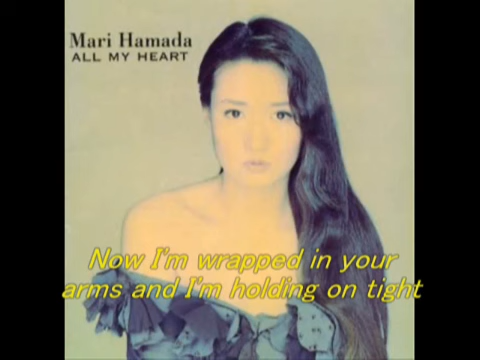 Mari Hamada
ALL MY HEART
Now I'm wrapped in your
arms and I'm holding on tight